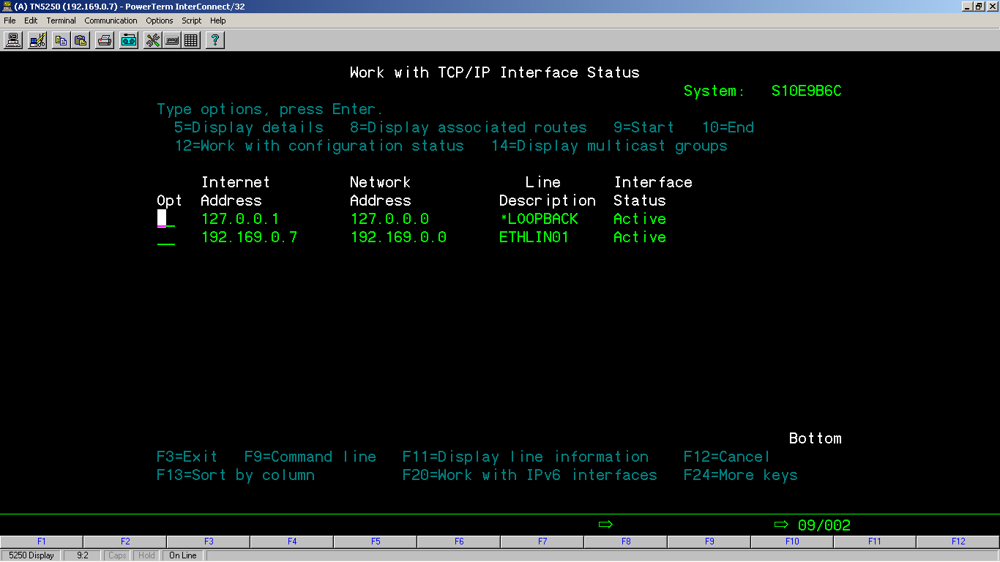 (A) TN5250 (192.169.0.7) - PowerTerm InterConnect/32
File Edit Terminal Communication Options Script Help
Work with TCP/IP Interface Status
System: S10E9B6C
Type options, press Enter.
5=Display details 8=Display associated routes 9=Start 10=End
12=Work with configuration status 14=Display multicast groups
Internet Network Line Interface
Opt Address Address Description Status
127.0.0.1 127.0.0.0 *LOOPBACK Active
192.169.0.7 192.169.0.0 ETHLIN01 Active
Bottom
F3=Exit F9=Command line F11=Display line information F12=Cancel
F13=Sort by column F20=Work with IPv6 interfaces F24=More keys
09/002
F1 F2 F3 F4 F5 F6 F7 F8 F9 F10 F11 F12
5250 Display 9:2 Caps Hold On Line